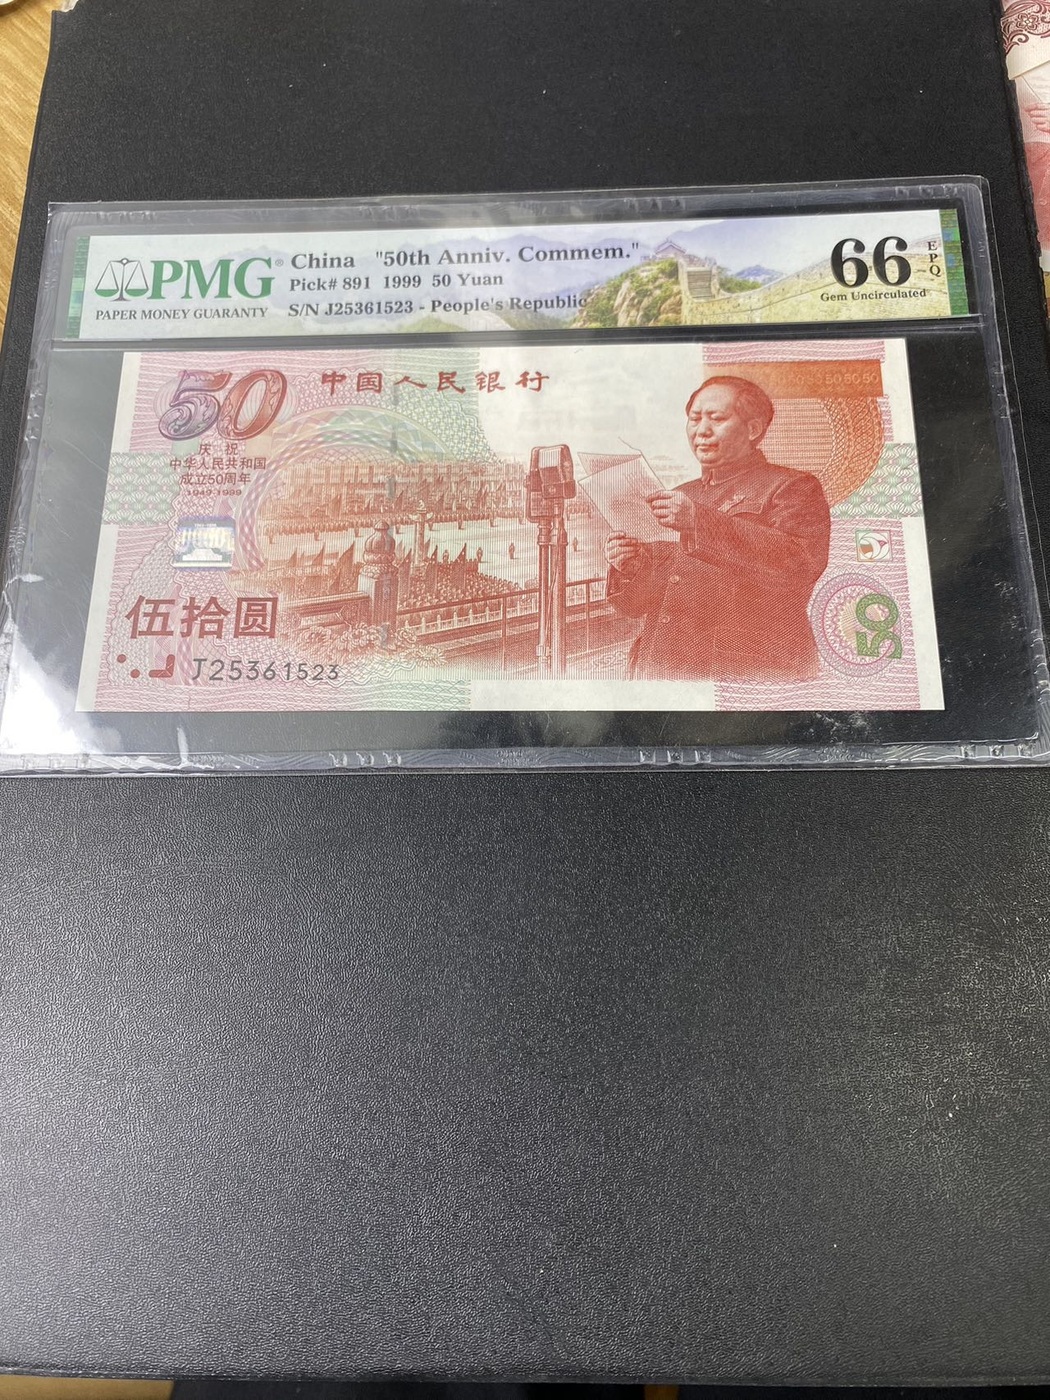 PMG®
PAPER MONEY GUARANTY
China "50th Anniv. Commem."
Pick# 891 1999 50 Yuan
S/N J25361523 - People's Republic
66
EPQ
Gem Uncirculated
50
中国人民银行
庆祝
中华人民共和国
成立50周年
1949-1999
伍拾圆
J25361523
50